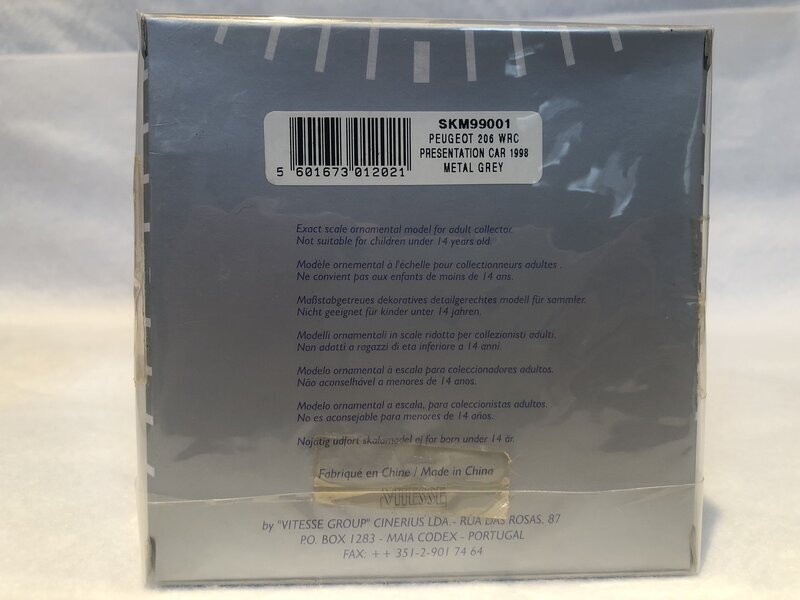 SKM99001
PEUGEOT 206 WRC
PRESENTATION CAR 1998
METAL GREY
5 601673 012021
Exact scale ornamental model for adult collector.
Not suitable for children under 14 years old.
Modèle ornemental à l'échelle pour collectionneurs adultes .
Ne convient pas aux enfants de moins de 14 ans.
Maßstabgetreues dekoratives detailgerechtes modell für sammler.
Nicht geeignet für kinder unter 14 jahren.
Modelli ornamentali in scale ridotta per collezionisti adulti.
Non adatti a ragazzi di eta inferiore a 14 anni.
Modelo ornamental à escala para coleccionadores adultos.
Não aconselhável a menores de 14 anos.
Modelo ornamental a escala, para coleccionistas adultos.
No es aconsejable para menores de 14 años.
udfort skalamodel ej for born under 14 år.
Fabrique en Chine / Made in China
VITESSE
by "VITESSE GROUP" CINERIUS LDA.- RUA DAS ROSAS, 87
P.O. BOX 1283 - MAIA CODEX - PORTUGAL
FAX: ++ 351-2-901 74 64